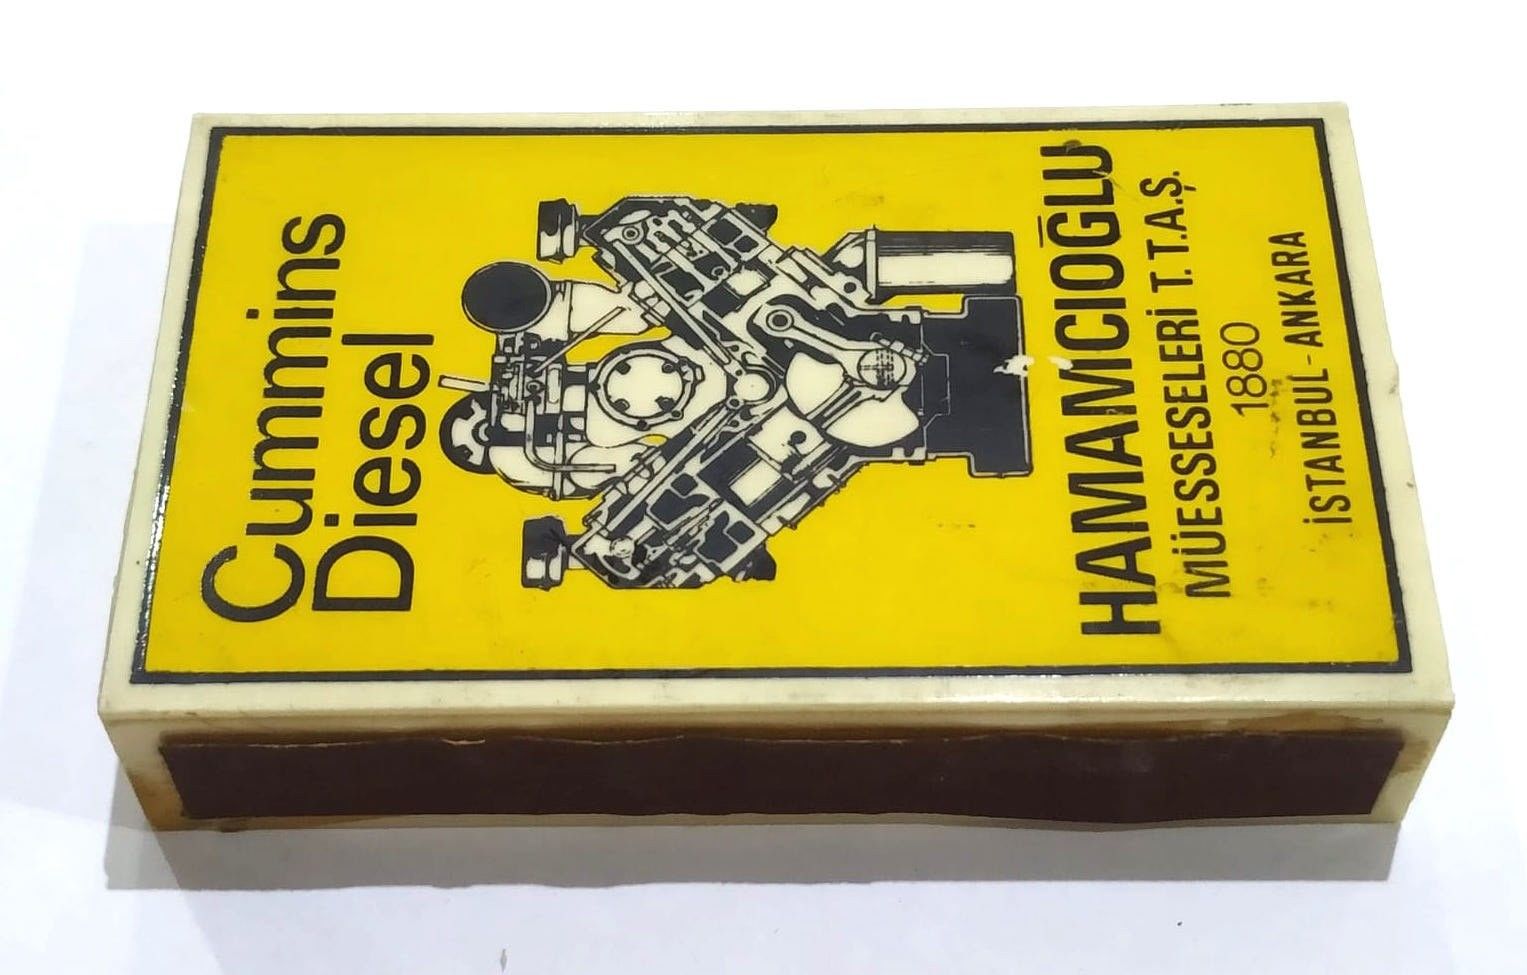 Cummins
Diesel
HAMAMCIOĞLU
MÜESSESELERİ T.T.A.Ş.
1880
İSTANBUL-ANKARA